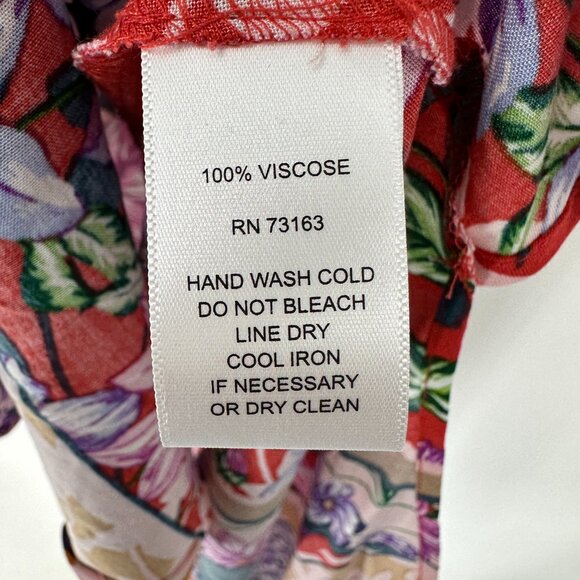 100% VISCOSE
RN 73163
HAND WASH COLD
DO NOT BLEACH
LINE DRY
COOL IRON
IF NECESSARY
OR DRY CLEAN